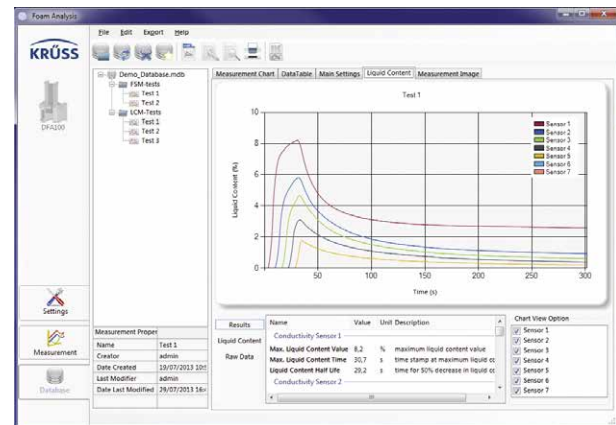 Foam Analysis
File Edit Export Help
KRÜSS
DFA100
Settings
Measurement
Database
Demo_Database.mdb
FSM-tests
Test 1
Test 2
LCM-Tests
Test 1
Test 2
Test 3
Measurement Proper
Name Test 1
Creator admin
Date Created 19/07/2013 10:5
Last Modifier admin
Date Last Modified 29/07/2013 16:
Measurement Chart DataTable Main Settings Liquid Content Measurement Image
Test 1
Liquid Content (%)
10
8
6
4
2
0
50 100 150 200 250 300
Time (s)
Sensor 1
Sensor 2
Sensor 3
Sensor 4
Sensor 5
Sensor 6
Sensor 7
Results
Liquid Content
Raw Data
Name Value Unit Description
Conductivity Sensor 1
Max. Liquid Content Value 8,2 % maximum liquid content value
Max. Liquid Content Time 30,7 s time stamp at maximum liquid cc
Liquid Content Half Life 29,2 s time for 50% decrease in liquid cc
Conductivity Sensor 2
Chart View Option
Sensor 1
Sensor 2
Sensor 3
Sensor 4
Sensor 5
Sensor 6
Sensor 7